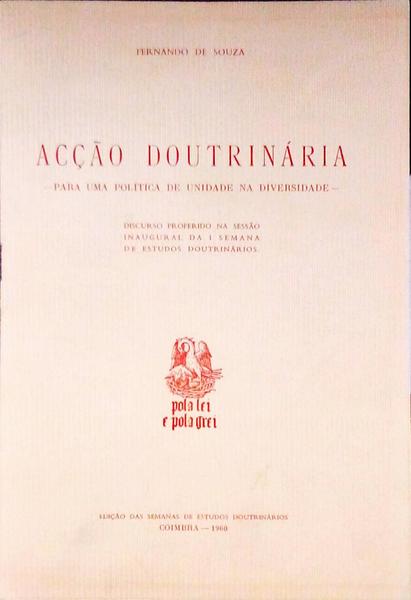 FERNANDO DE SOUZA
ACÇÃO DOUTRINÁRIA
—PARA UMA POLÍTICA DE UNIDADE NA DIVERSIDADE—
DISCURSO PROFERIDO NA SESSÃO
INAUGURAL DA I SEMANA
DE ESTUDOS DOUTRINÁRIOS.
pola lei
e pola grei
EDIÇÃO DAS SEMANAS DE ESTUDOS DOUTRINÁRIOS
COIMBRA — 1960